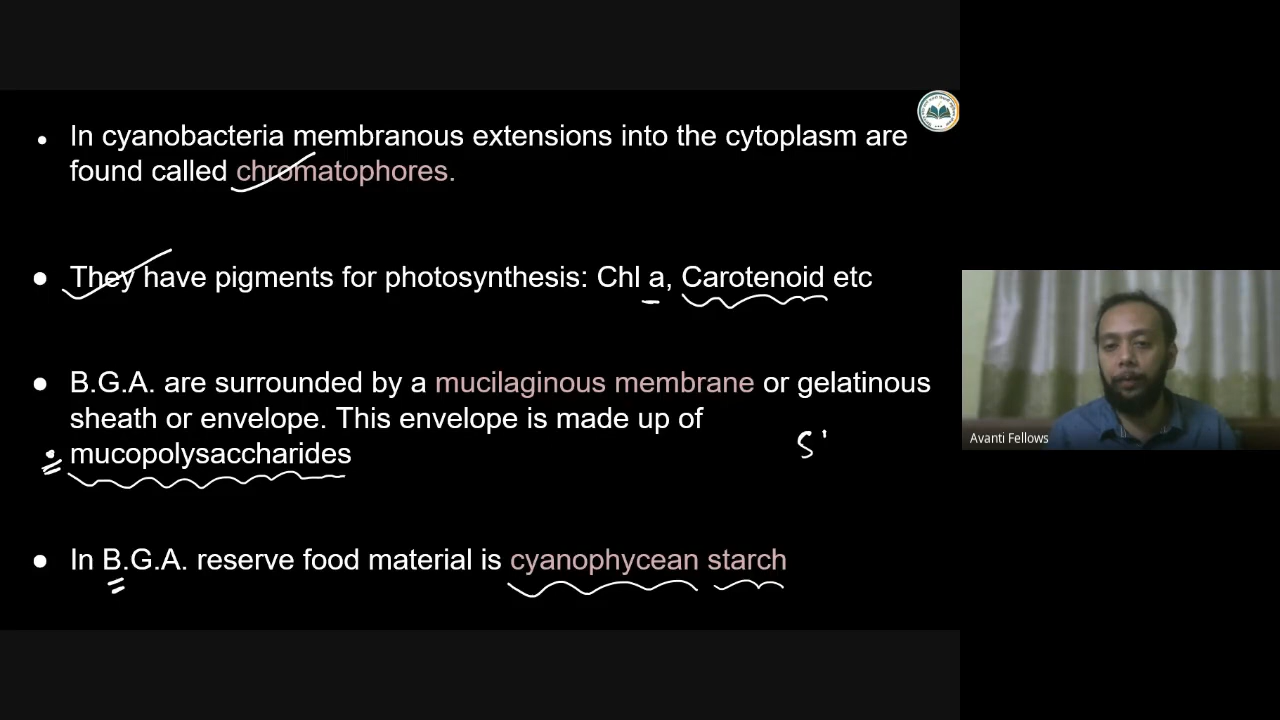 • In cyanobacteria membranous extensions into the cytoplasm are
found called chromatophores.
• They have pigments for photosynthesis: Chl a, Carotenoid etc
• B.G.A. are surrounded by a mucilaginous membrane or gelatinous
sheath or envelope. This envelope is made up of
mucopolysaccharides
• In B.G.A. reserve food material is cyanophycean starch
Avanti Fellows